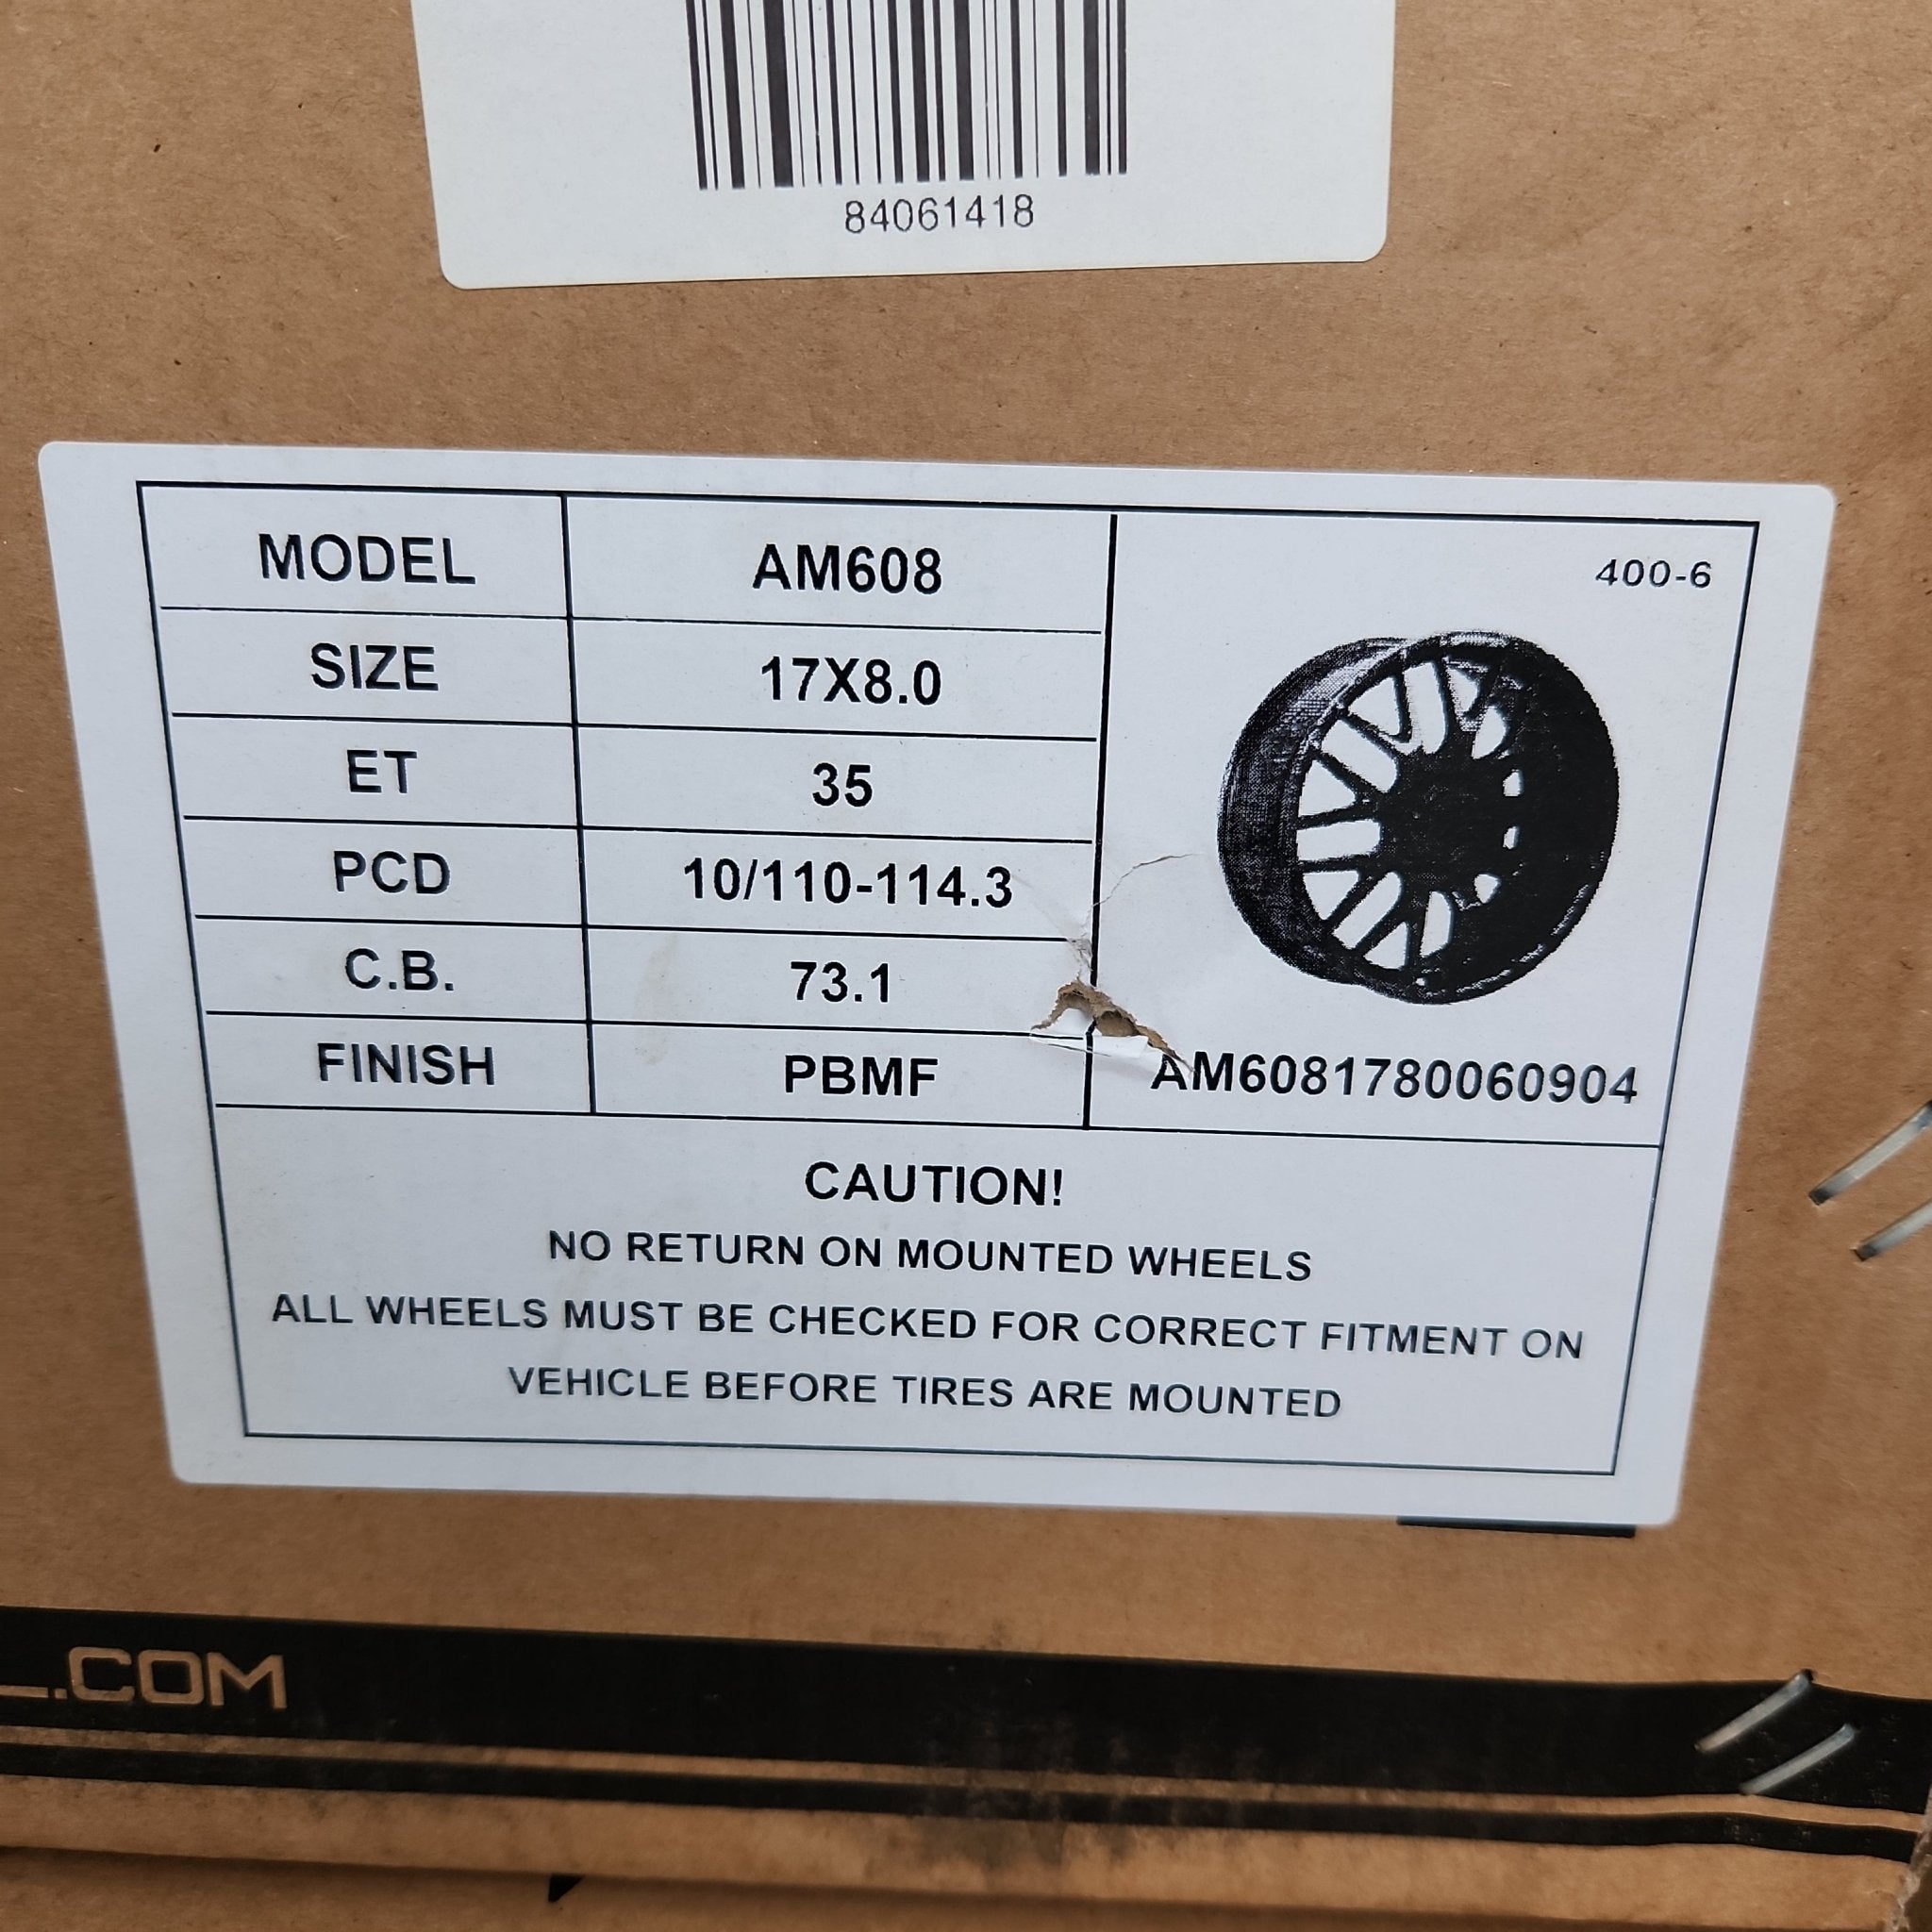 84061418
400-6
MODEL AM608
SIZE 17X8.0
ET 35
PCD 10/110-114.3
C.B. 73.1
FINISH PBMF
AM6081780060904
CAUTION!
NO RETURN ON MOUNTED WHEELS
ALL WHEELS MUST BE CHECKED FOR CORRECT FITMENT ON
VEHICLE BEFORE TIRES ARE MOUNTED
.COM